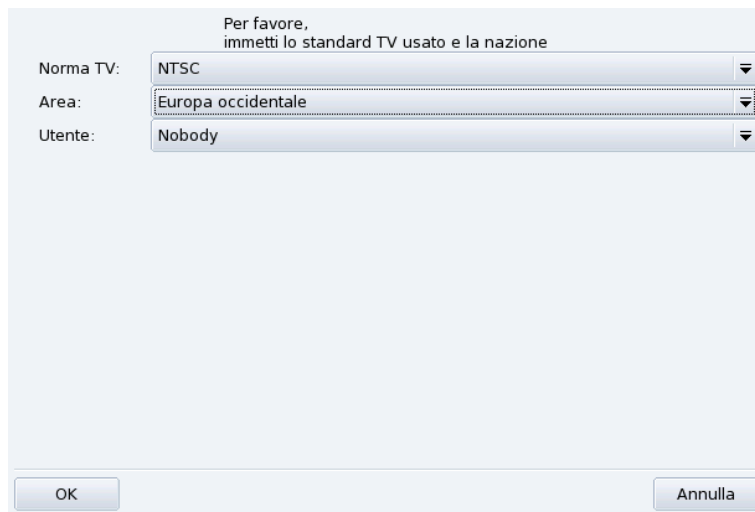 Per favore,
immetti lo standard TV usato e la nazione
Norma TV: NTSC
Area: Europa occidentale
Utente: Nobody
OK Annulla